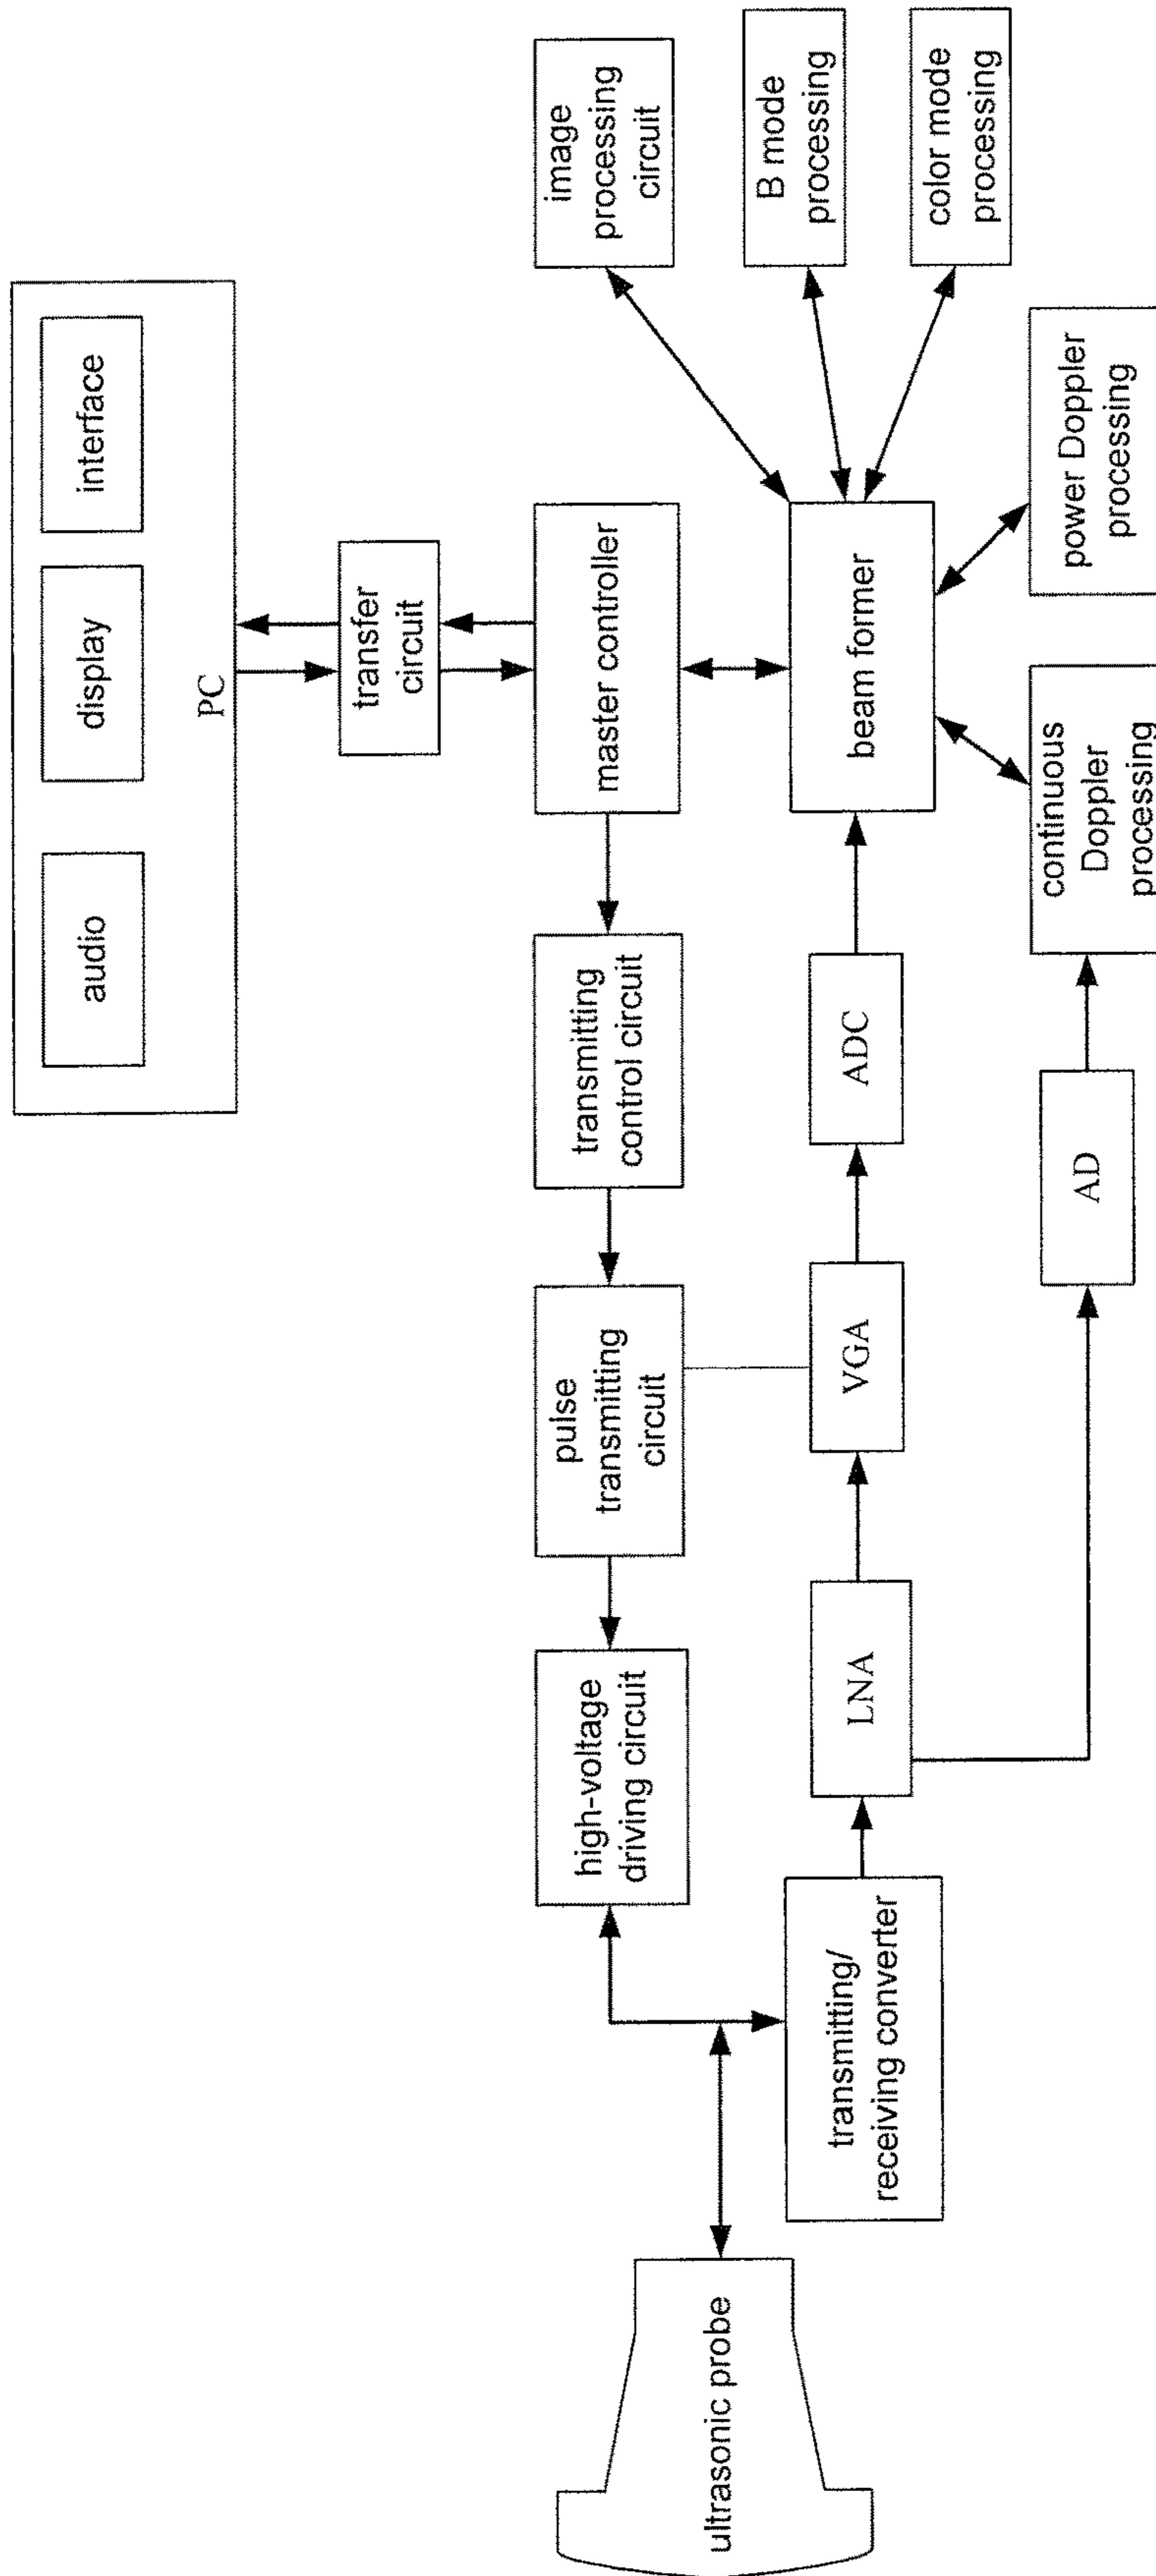 audio
display
interface
PC
transfer
circuit
image
processing
circuit
high-voltage
driving circuit
pulse
transmitting
circuit
transmitting
control circuit
master controller
B mode
processing
ultrasonic probe
transmitting/
receiving converter
LNA
VGA
ADC
beam former
color mode
processing
AD
continuous
Doppler
processing
power Doppler
processing